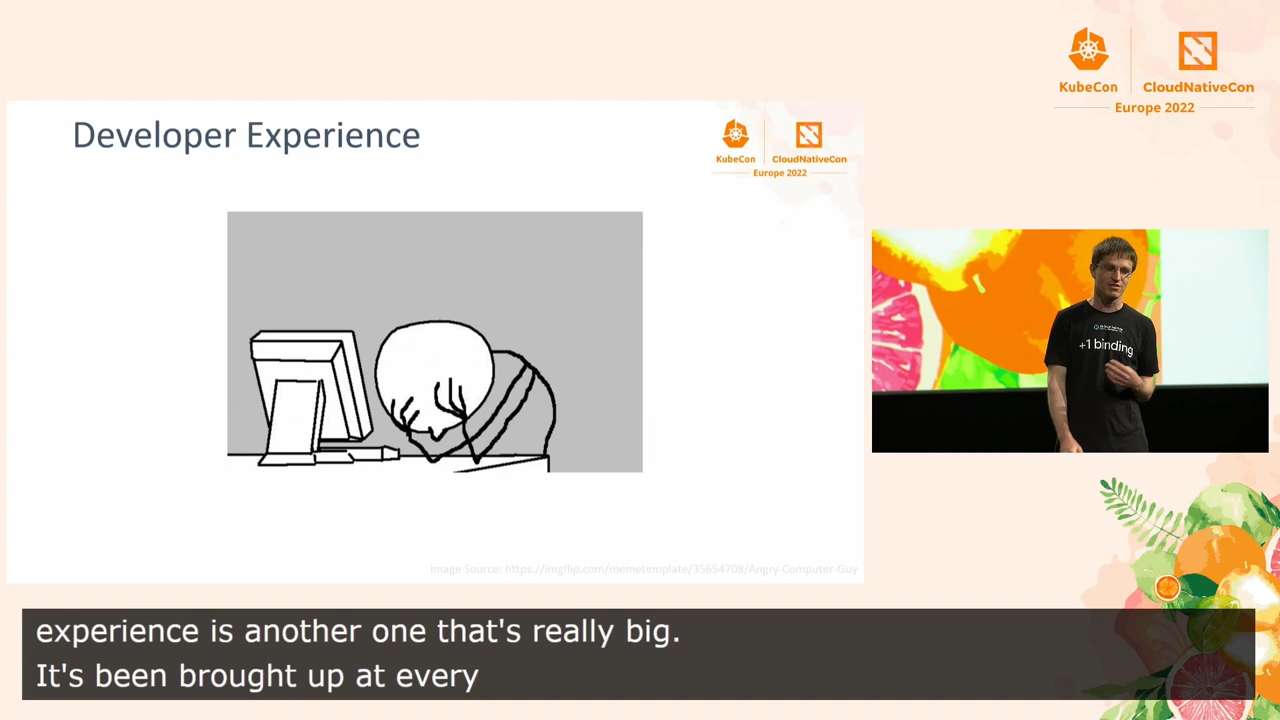 KubeCon
CloudNativeCon
Europe 2022
Developer Experience
KubeCon
CloudNativeCon
Europe 2022
+1 binding
Image Source: https://imgflip.com/memetemplate/35654708/Angry-Computer-Guy
experience is another one that's really big.
It's been brought up at every